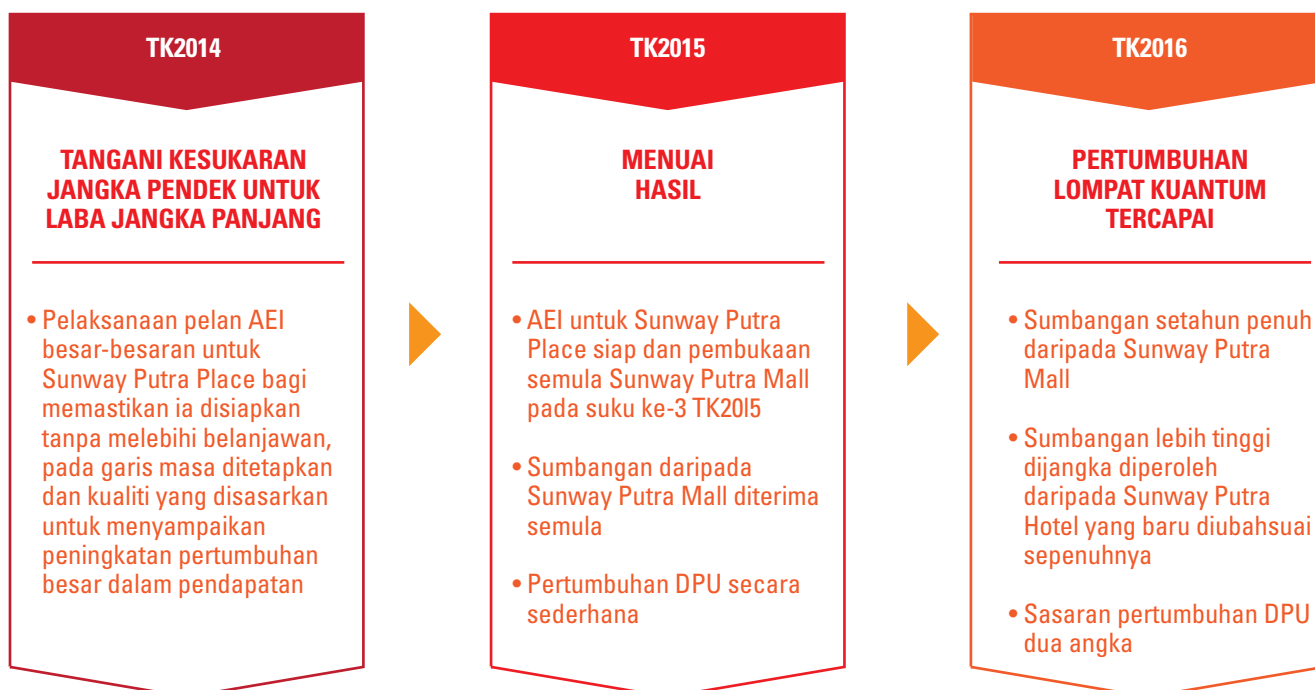 TK2014
TANGANI KESUKARAN
JANGKA PENDEK UNTUK
LABA JANGKA PANJANG
• Pelaksanaan pelan AEI
besar-besaran untuk
Sunway Putra Place bagi
memastikan ia disiapkan
tanpa melebihi belanjawan,
pada garis masa ditetapkan
dan kualiti yang disasarkan
untuk menyampaikan
peningkatan pertumbuhan
besar dalam pendapatan
TK2015
MENUAI
HASIL
• AEI untuk Sunway Putra
Place siap dan pembukaan
semula Sunway Putra Mall
pada suku ke-3 TK20I5
• Sumbangan daripada
Sunway Putra Mall diterima
semula
• Pertumbuhan DPU secara
sederhana
TK2016
PERTUMBUHAN
LOMPAT KUANTUM
TERCAPAI
• Sumbangan setahun penuh
daripada Sunway Putra
Mall
• Sumbangan lebih tinggi
dijangka diperoleh
daripada Sunway Putra
Hotel yang baru diubahsuai
sepenuhnya
• Sasaran pertumbuhan DPU
dua angka